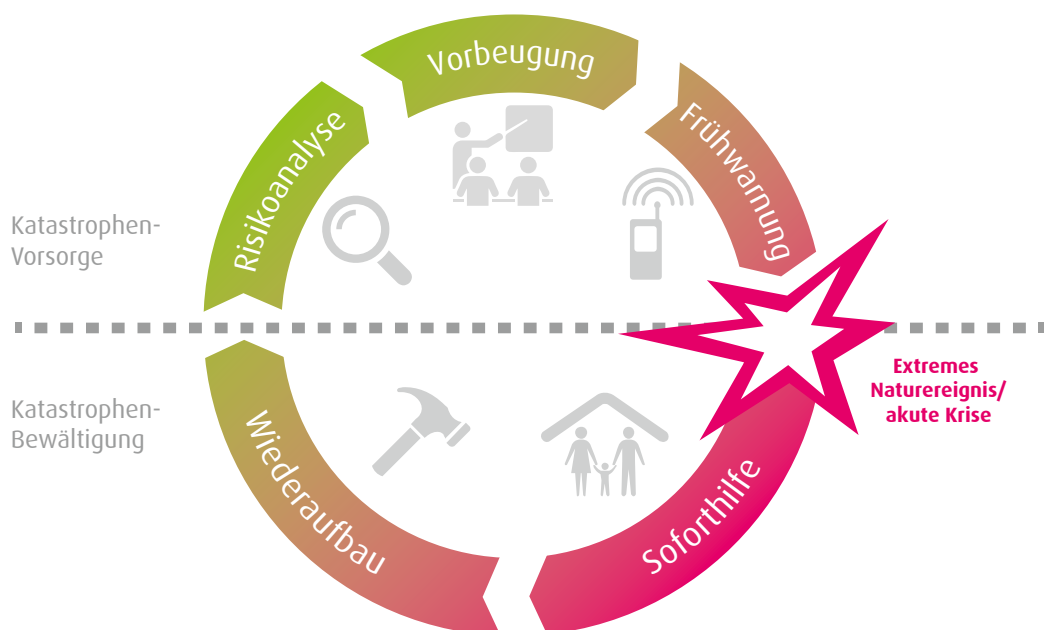 Vorbeugung
Frühwarnung
Risikoanalyse
Katastrophen-
Vorsorge
Extremes
Naturereignis/
akute Krise
Katastrophen-
Bewältigung
Wiederaufbau
Soforthilfe